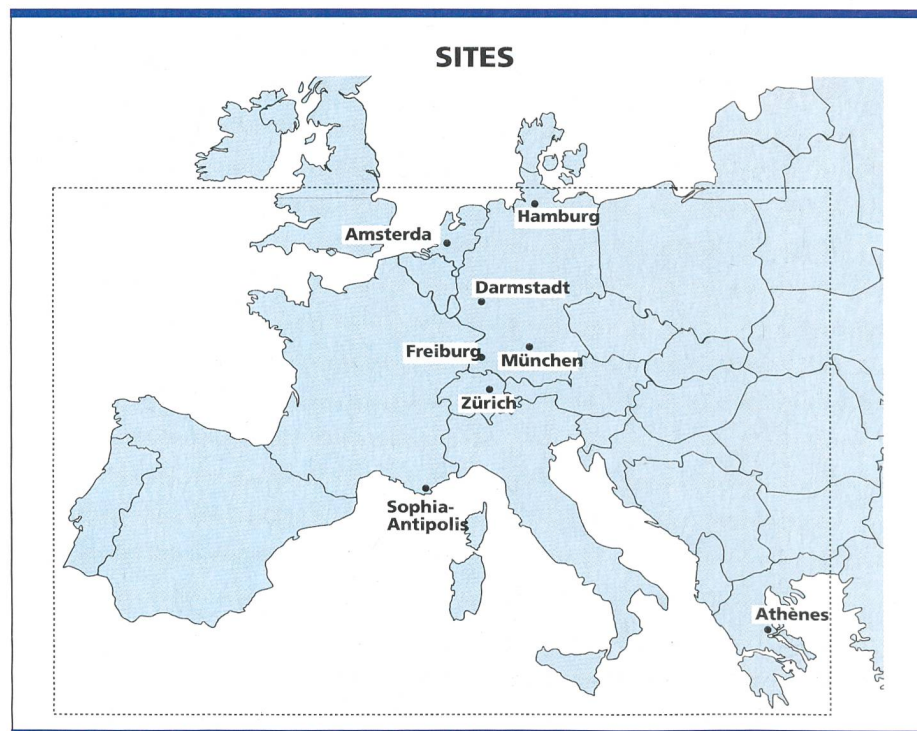 SITES
Hamburg
Amsterda
Darmstadt
Freiburg
München
Zürich
Sophia-
Antipolis
Athènes